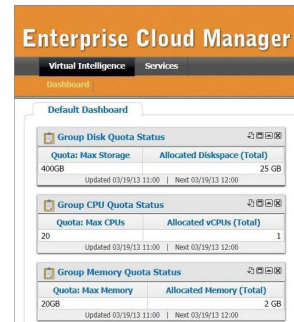 Enterprise Cloud Manager
Virtual Intelligence Services
Dashboard
Default Dashboard
Group Disk Quota Status
Quota: Max Storage Allocated Diskspace (Total)
400GB 25 GB
Updated 03/19/13 11:00 | Next 03/19/13 12:00
Group CPU Quota Status
Quota: Max CPUs Allocated vCPUs (Total)
20 1
Updated 03/19/13 11:00 | Next 03/19/13 12:00
Group Memory Quota Status
Quota: Max Memory Allocated Memory (Total)
20GB 2 GB
Updated 03/19/13 11:00 | Next 03/19/13 12:00